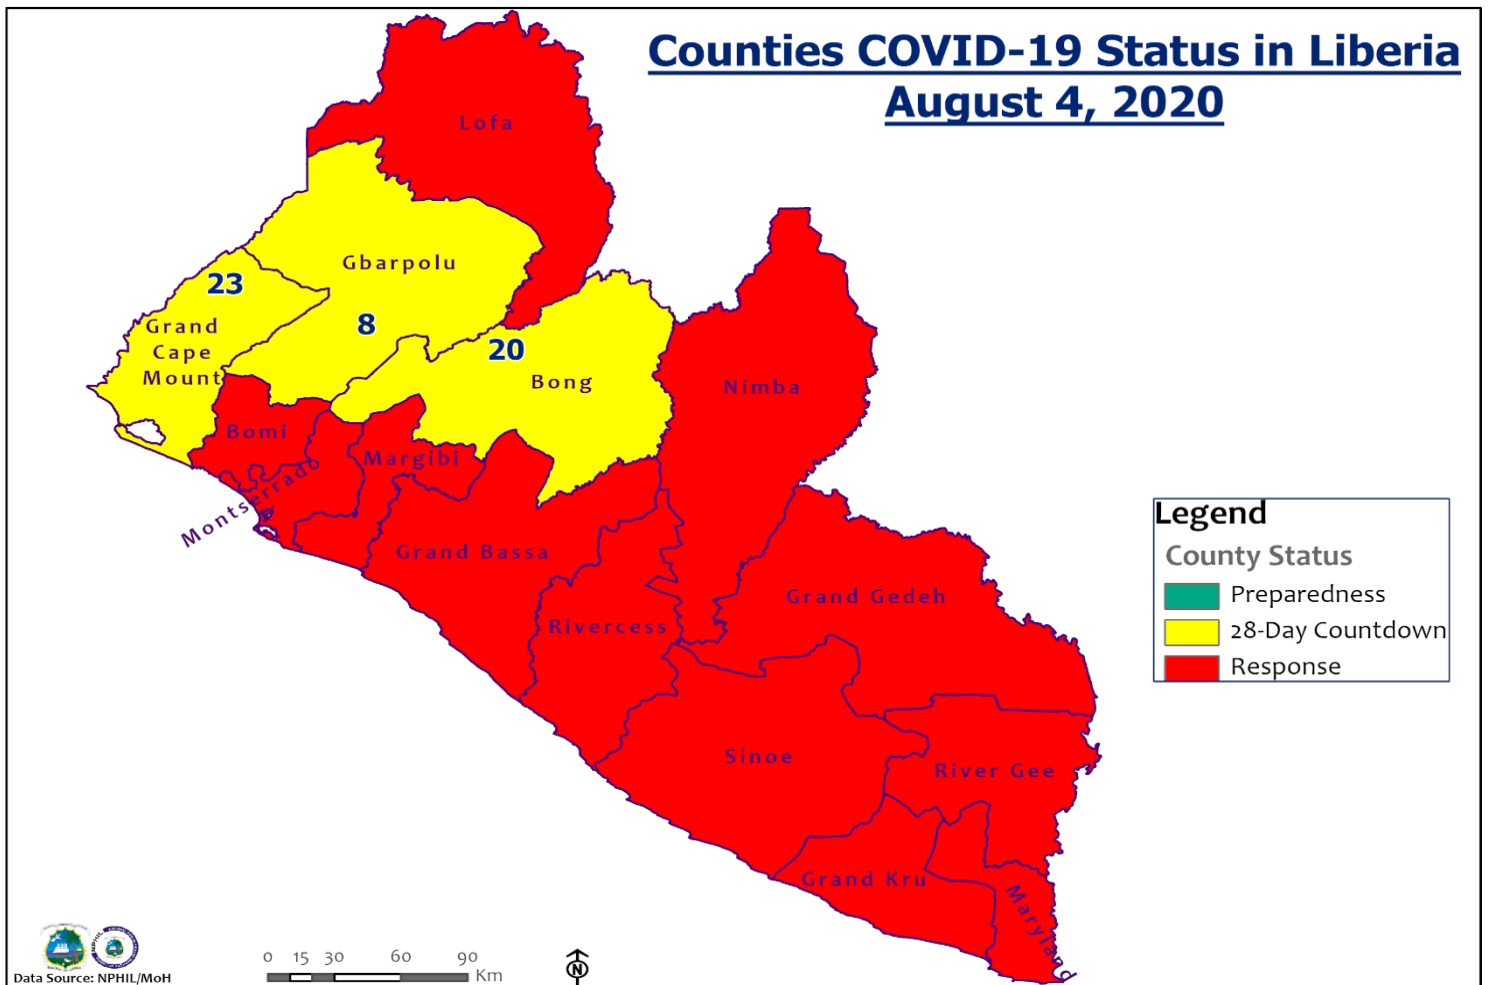 Counties COVID-19 Status in Liberia
August 4, 2020
Lofa
Gbarpolu
23
8
Grand
Cape
Mount
20
Bong
Nimba
Bomi
Margibi
Montserrado
Grand Bassa
Rivercess
Grand Gedeh
Sinoe
River Gee
Grand Kru
Maryland
Legend
County Status
Preparedness
28-Day Countdown
Response
0 15 30 60 90
Km
N
NPHIL
Data Source: NPHIL/MoH